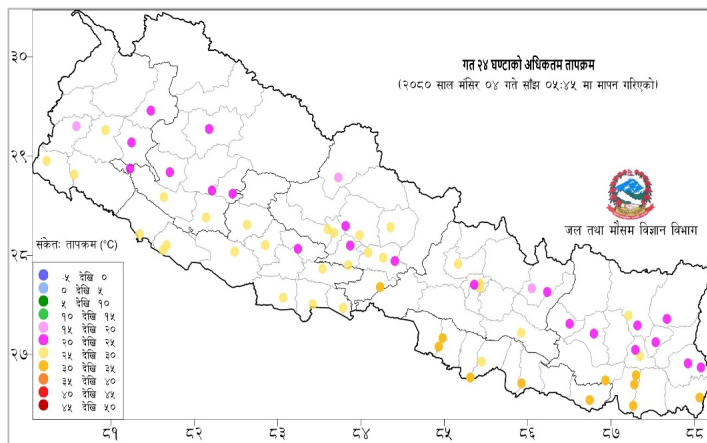 गत २४ घण्टाको अधिकतम तापक्रम
(२०८० साल मंसिर ०४ गते साँझ ०५:४५ मा मापन गरिएको)
३०
२९
२८
२७
जल तथा मौसम विज्ञान विभाग
संकेतः तापक्रम (°C)
-५ देखि ०
० देखि ५
५ देखि १०
१० देखि १५
१५ देखि २०
२० देखि २५
२५ देखि ३०
३० देखि ३५
३५ देखि ४०
४० देखि ४५
४५ देखि ५०
८१ ८२ ८३ ८४ ८५ ८६ ८७ ८८